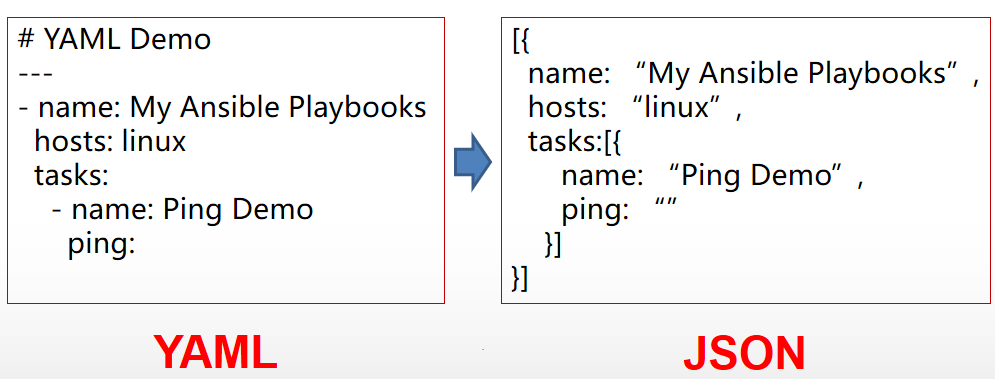 # YAML Demo
---
- name: My Ansible Playbooks
  hosts: linux
  tasks:
    - name: Ping Demo
      ping:
[{
  name: “My Ansible Playbooks”,
  hosts: “linux”,
  tasks:[{
      name: “Ping Demo”,
      ping: “”
    }]
}]
YAML
JSON